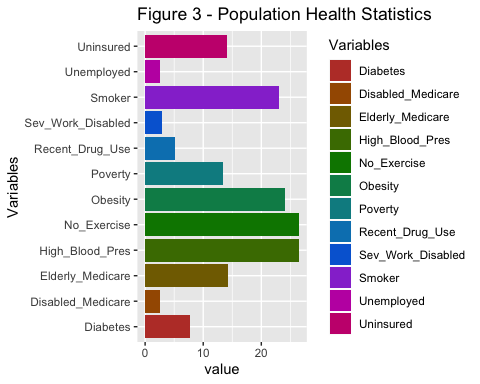 Figure 3 - Population Health Statistics
Variables
Uninsured
Unemployed
Smoker
Sev_Work_Disabled
Recent_Drug_Use
Poverty
Obesity
No_Exercise
High_Blood_Pres
Elderly_Medicare
Disabled_Medicare
Diabetes
0 10 20
value
Variables
Diabetes
Disabled_Medicare
Elderly_Medicare
High_Blood_Pres
No_Exercise
Obesity
Poverty
Recent_Drug_Use
Sev_Work_Disabled
Smoker
Unemployed
Uninsured